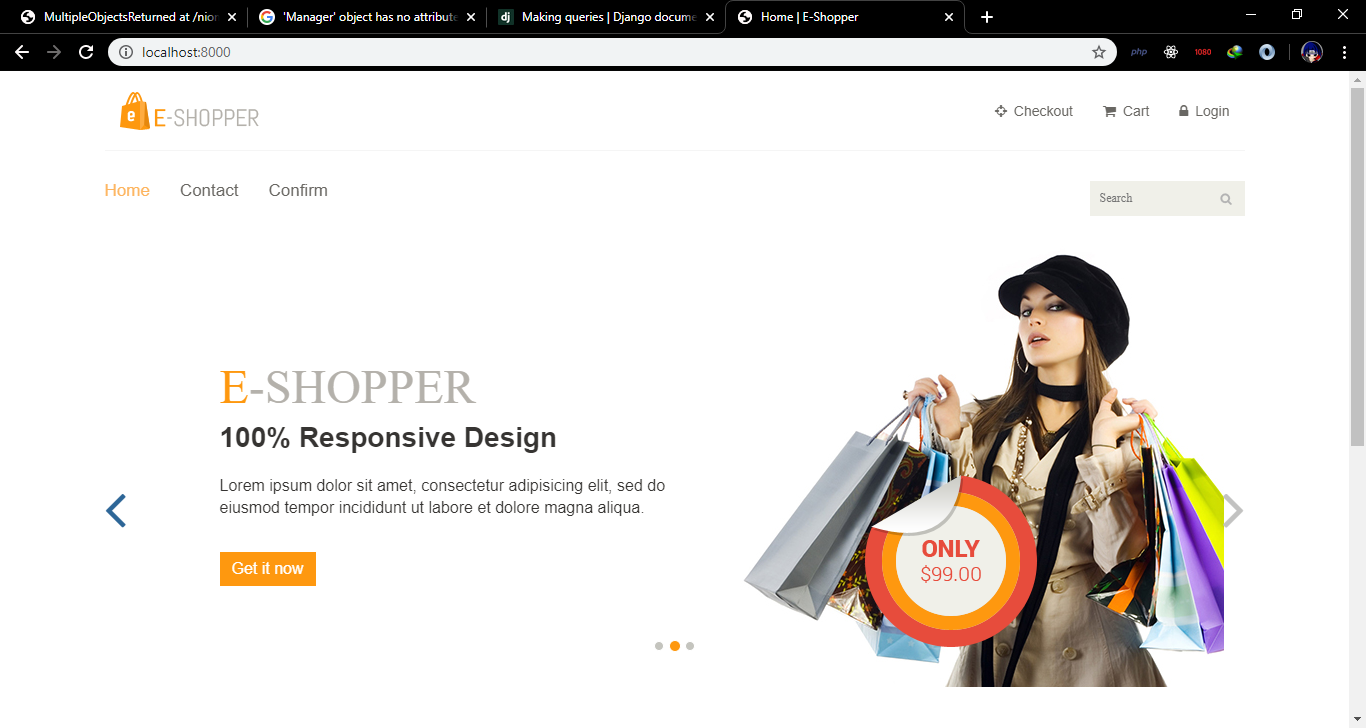 MultipleObjectsReturned at /nior
'Manager' object has no attribute
dj
Making queries | Django docume
Home | E-Shopper
localhost:8000
php
1080
e
E-SHOPPER
Checkout
Cart
Login
Home
Contact
Confirm
Search
E-SHOPPER
100% Responsive Design
Lorem ipsum dolor sit amet, consectetur adipisicing elit, sed do
eiusmod tempor incididunt ut labore et dolore magna aliqua.
Get it now
ONLY
$99.00